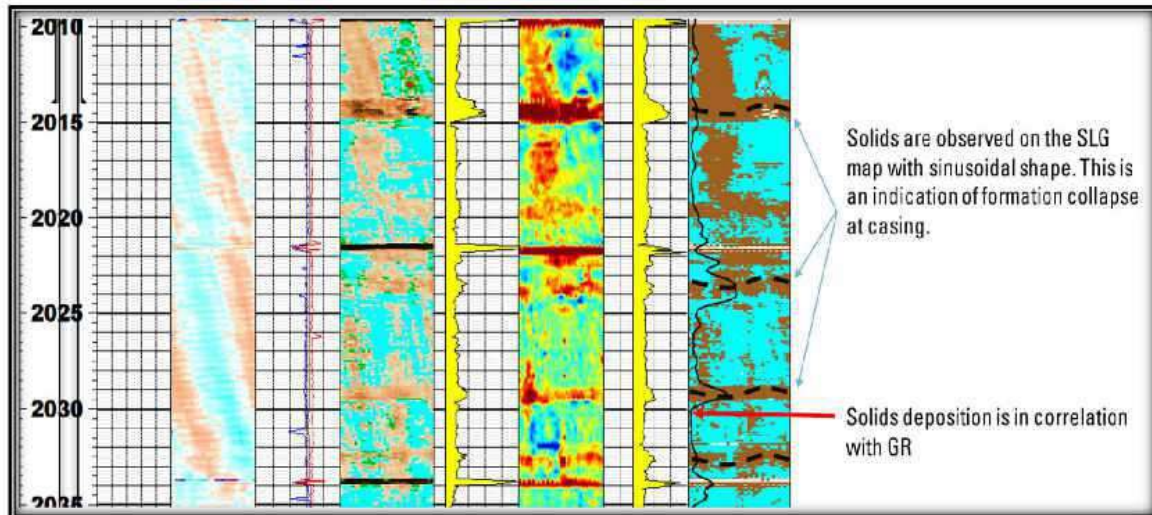 2010
2015
2020
2025
2030
2035
Solids are observed on the SLG
map with sinusoidal shape. This is
an indication of formation collapse
at casing.
Solids deposition is in correlation
with GR